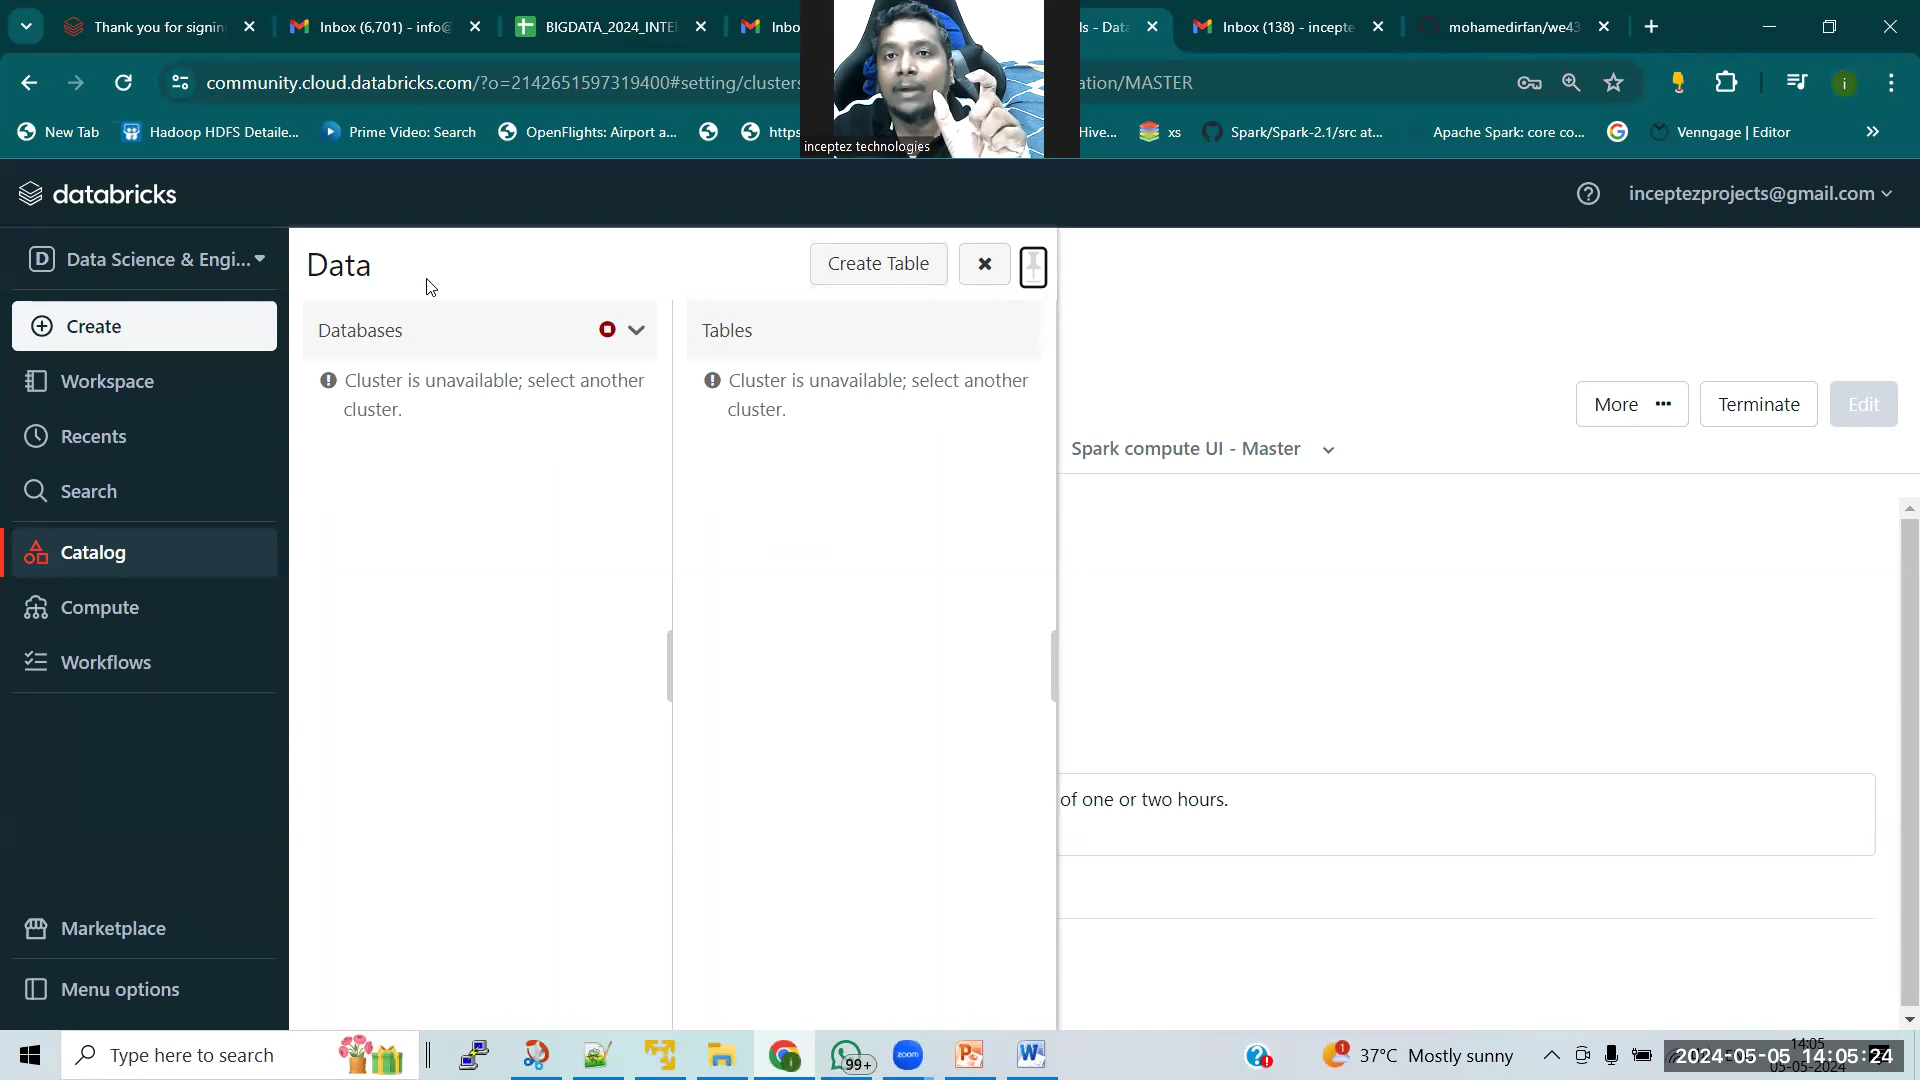 Thank you for signin
Inbox (6,701) - info@
BIGDATA_2024_INTE
Inbo
ls - Data
Inbox (138) - incepte
mohamedirfan/we43
community.cloud.databricks.com/?o=2142651597319400#setting/clusters
ation/MASTER
New Tab
Hadoop HDFS Detaile...
Prime Video: Search
OpenFlights: Airport a...
https
Hive...
xs
Spark/Spark-2.1/src at...
Apache Spark: core co...
Venngage | Editor
inceptez technologies
databricks
inceptezprojects@gmail.com
D Data Science & Engi...
Data
Create Table
Create
Databases
Tables
Workspace
Cluster is unavailable; select another
cluster.
Cluster is unavailable; select another
cluster.
More
Terminate
Edit
Recents
Spark compute UI - Master
Search
Catalog
Compute
Workflows
of one or two hours.
Marketplace
Menu options
Type here to search
99+
zoom
37°C Mostly sunny
14:05
2024-05-05 14:05:24
05-05-2024